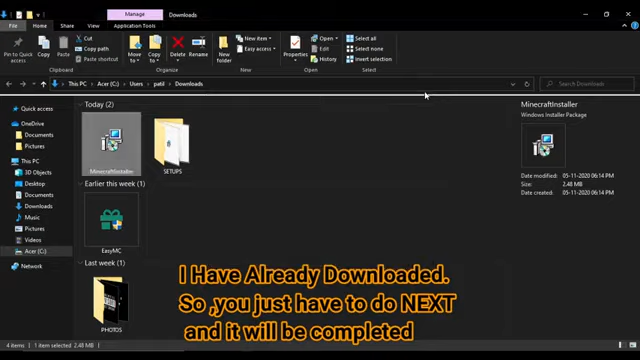 Manage
Downloads
File
Home
Share
View
Application Tools
Pin to Quick access
Copy
Paste
Cut
Copy path
Paste shortcut
Move to
Copy to
Delete
Rename
New folder
New item
Easy access
Properties
Open
Edit
History
Select all
Select none
Invert selection
Clipboard
Organize
New
Open
Select
This PC > Acer (C:) > Users > patil > Downloads
Search Downloads
Quick access
OneDrive
Documents
Pictures
This PC
3D Objects
Desktop
Documents
Downloads
Music
Pictures
Videos
Acer (C:)
Network
Today (2)
MinecraftInstaller
SETUPS
Earlier this week (1)
EasyMC
Last week (1)
PHOTOS
MinecraftInstaller
Windows Installer Package
Date modified: 05-11-2020 06:14 PM
Size: 2.48 MB
Date created: 05-11-2020 06:14 PM
I Have Already Downloaded.
So ,you just have to do NEXT
and it will be completed
4 items
1 item selected 2.48 MB